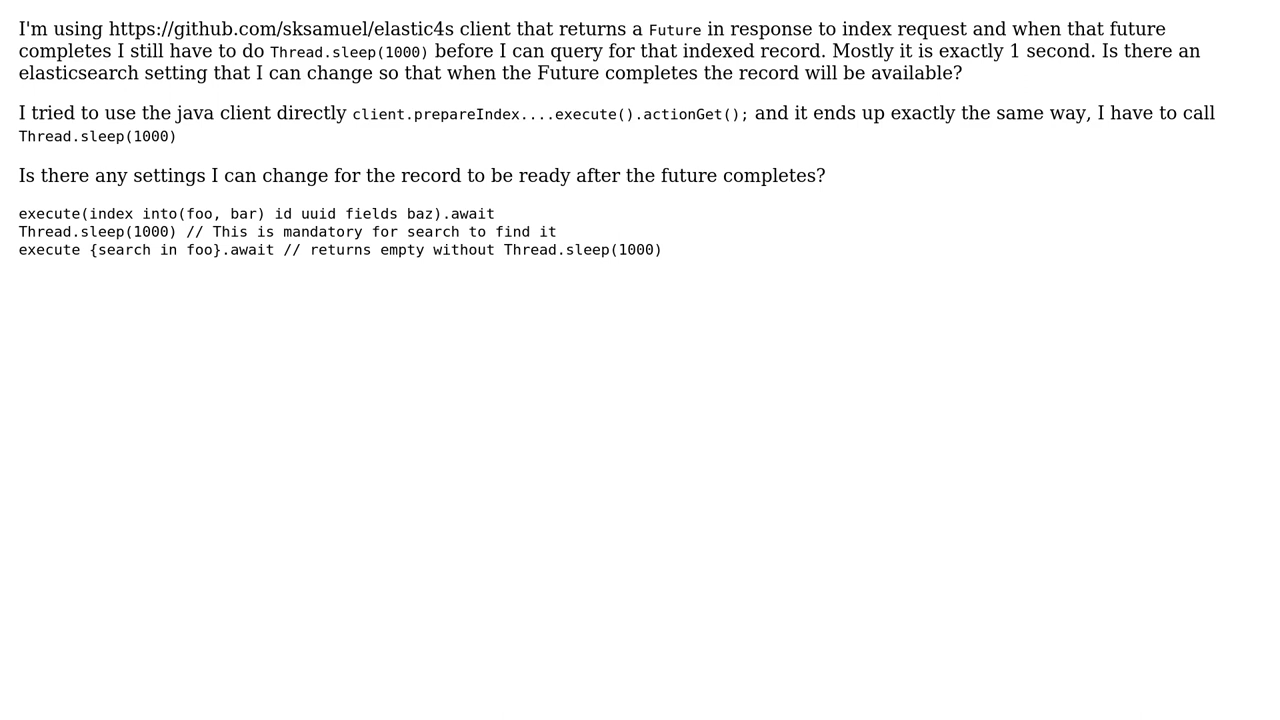 I'm using https://github.com/sksamuel/elastic4s client that returns a Future in response to index request and when that future
completes I still have to do Thread.sleep(1000) before I can query for that indexed record. Mostly it is exactly 1 second. Is there an
elasticsearch setting that I can change so that when the Future completes the record will be available?
I tried to use the java client directly client.prepareIndex....execute().actionGet(); and it ends up exactly the same way, I have to call
Thread.sleep(1000)
Is there any settings I can change for the record to be ready after the future completes?
execute(index into(foo, bar) id uuid fields baz).await
Thread.sleep(1000) // This is mandatory for search to find it
execute {search in foo}.await // returns empty without Thread.sleep(1000)